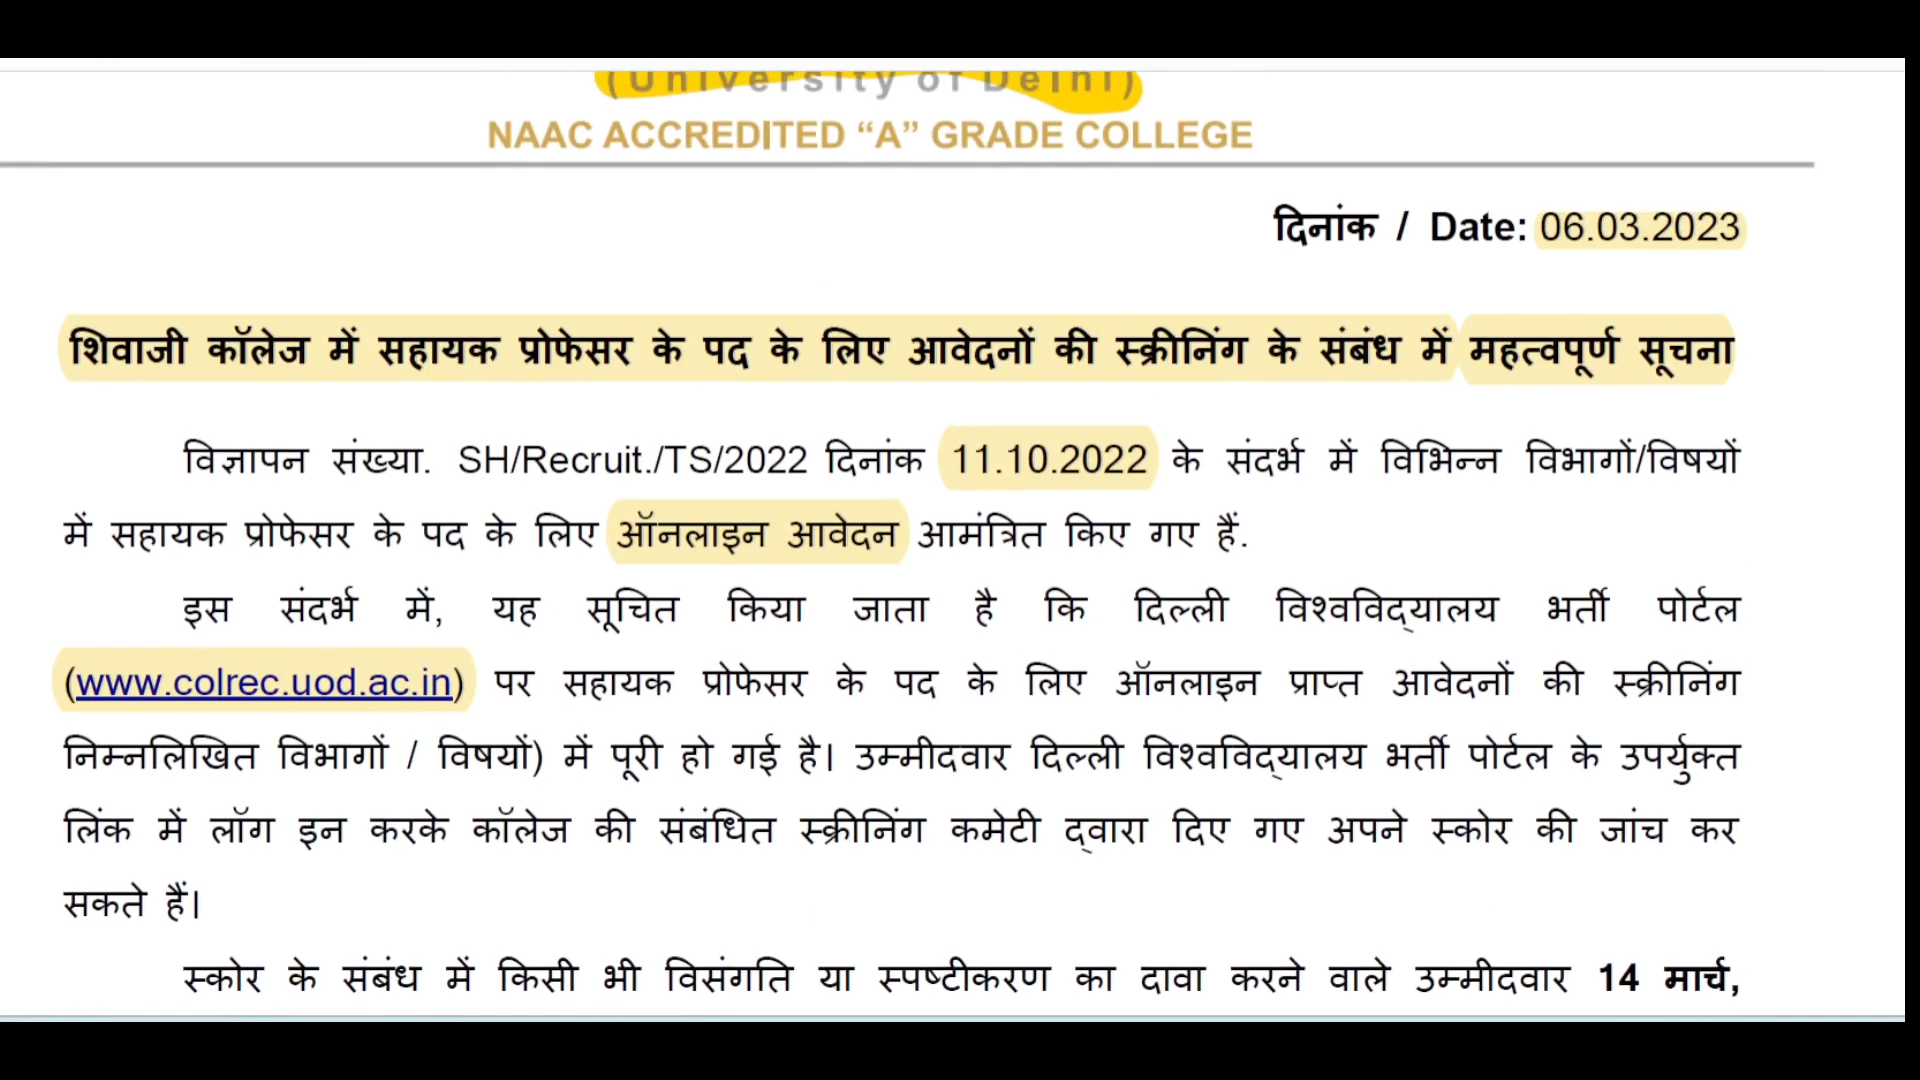 (University of Delhi)
NAAC ACCREDITED “A” GRADE COLLEGE
दिनांक / Date: 06.03.2023
शिवाजी कॉलेज में सहायक प्रोफेसर के पद के लिए आवेदनों की स्क्रीनिंग के संबंध में महत्वपूर्ण सूचना
विज्ञापन संख्या. SH/Recruit./TS/2022 दिनांक 11.10.2022 के संदर्भ में विभिन्न विभागों/विषयों
में सहायक प्रोफेसर के पद के लिए ऑनलाइन आवेदन आमंत्रित किए गए हैं.
इस संदर्भ में, यह सूचित किया जाता है कि दिल्ली विश्वविद्यालय भर्ती पोर्टल
(www.colrec.uod.ac.in) पर सहायक प्रोफेसर के पद के लिए ऑनलाइन प्राप्त आवेदनों की स्क्रीनिंग
निम्नलिखित विभागों / विषयों) में पूरी हो गई है। उम्मीदवार दिल्ली विश्वविद्यालय भर्ती पोर्टल के उपर्युक्त
लिंक में लॉग इन करके कॉलेज की संबंधित स्क्रीनिंग कमेटी द्वारा दिए गए अपने स्कोर की जांच कर
सकते हैं।
स्कोर के संबंध में किसी भी विसंगति या स्पष्टीकरण का दावा करने वाले उम्मीदवार 14 मार्च,